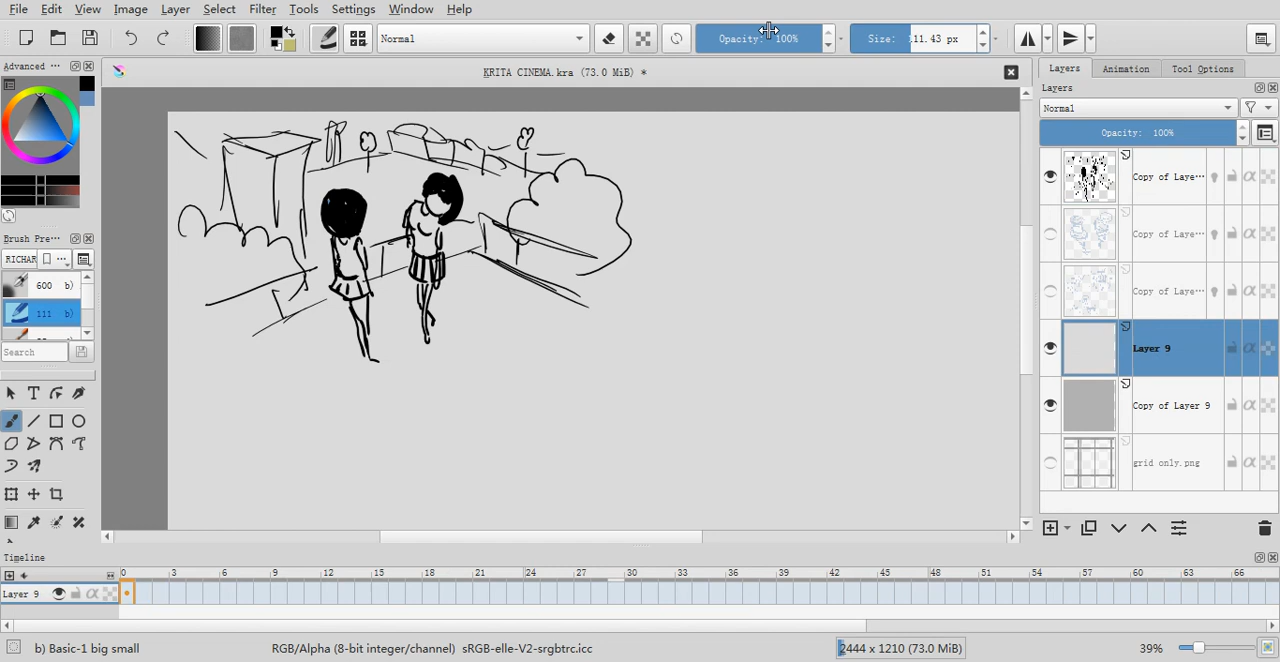 File Edit View Image Layer Select Filter Tools Settings Window Help
Normal Opacity: 100% Size: 11.43 px
Advanced ··· KRITA CINEMA.kra (73.0 MiB) * Layers Animation Tool Options
Layers
Normal
Opacity: 100%
Copy of Laye···
Copy of Laye···
Copy of Laye···
Layer 9
Copy of Layer 9
grid only.png
Brush Pre···
RICHAR
600 b)
111 b)
Search
Timeline
0 3 6 9 12 15 18 21 24 27 30 33 36 39 42 45 48 51 54 57 60 63 66
Layer 9
b) Basic-1 big small RGB/Alpha (8-bit integer/channel) sRGB-elle-V2-srgbtrc.icc 2444 x 1210 (73.0 MiB) 39%